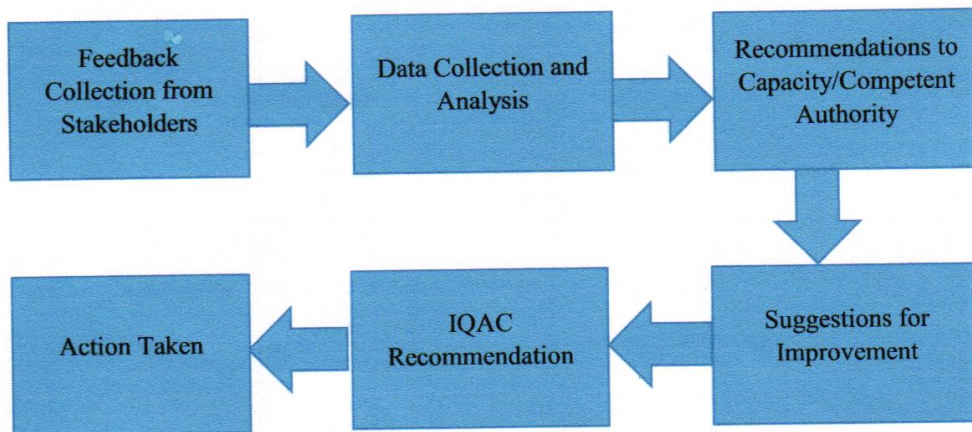 Feedback
Collection from
Stakeholders
Data Collection and
Analysis
Recommendations to
Capacity/Competent
Authority
Suggestions for
Improvement
IQAC
Recommendation
Action Taken